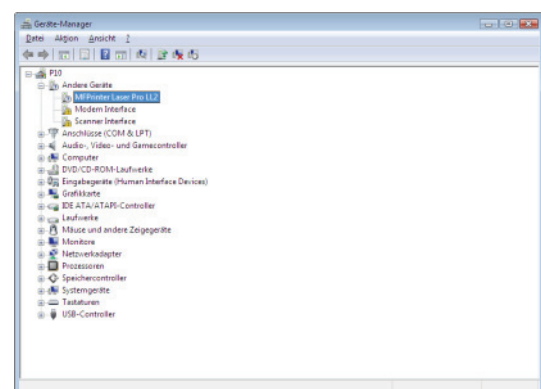 Geräte-Manager
Datei Aktion Ansicht ?
P10
Andere Geräte
MFPrinter Laser Pro LL2
Modem Interface
Scanner Interface
Anschlüsse (COM & LPT)
Audio-, Video- und Gamecontroller
Computer
DVD/CD-ROM-Laufwerke
Eingabegeräte (Human Interface Devices)
Grafikkarte
IDE ATA/ATAPI-Controller
Laufwerke
Mäuse und andere Zeigegeräte
Monitore
Netzwerkadapter
Prozessoren
Speichercontroller
Systemgeräte
Tastaturen
USB-Controller